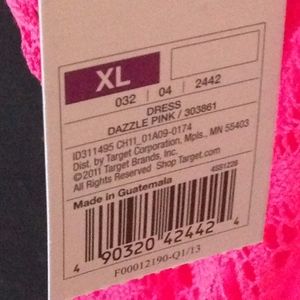 XL
032 | 04 | 2442
DRESS
DAZZLE PINK / 303861
ID311495 CH11_01A09-0174
Dist. by Target Corporation, Mpls., MN 55403
©2011 Target Brands, Inc.
All Rights Reserved Shop Target.com
4SS1228
Made in Guatemala
4 90320 42442 4
F00012190-Q1/13